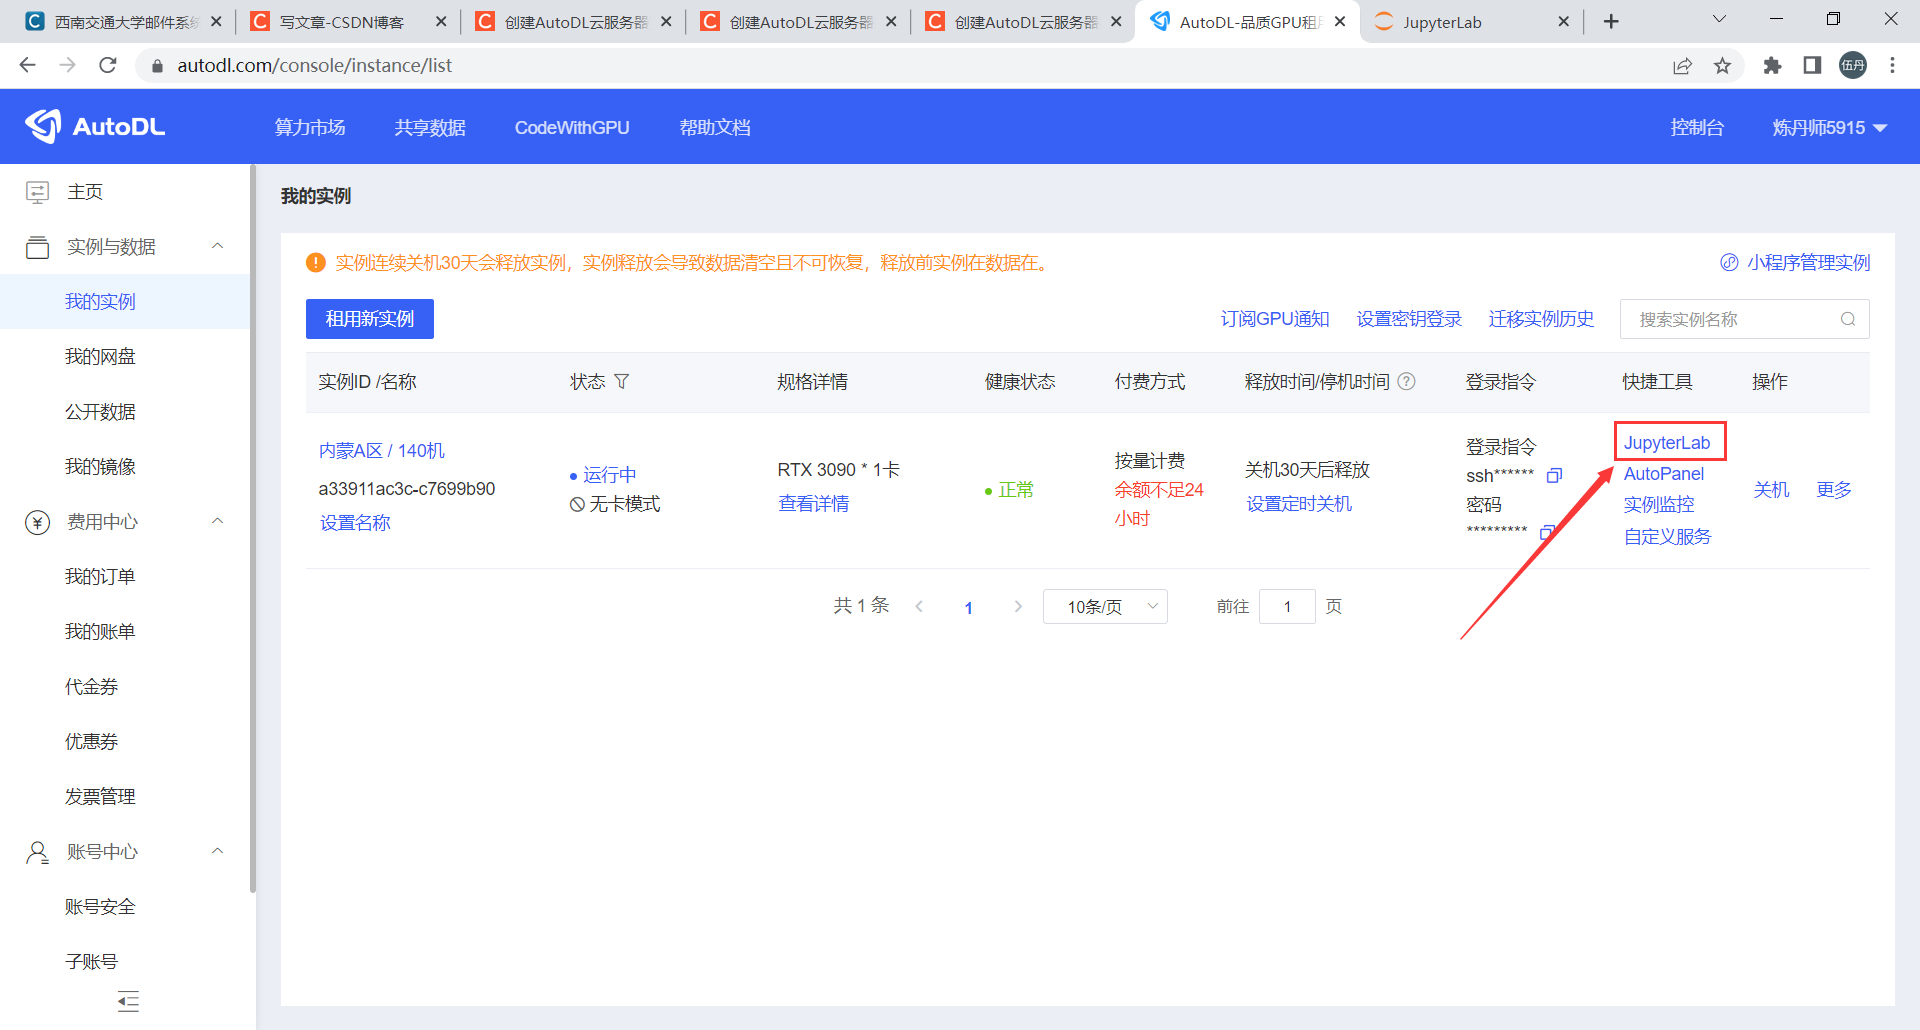 西南交通大学邮件系统
写文章-CSDN博客
创建AutoDL云服务器
创建AutoDL云服务器
创建AutoDL云服务器
AutoDL-品质GPU租用
JupyterLab
autodl.com/console/instance/list
伍丹
AutoDL
算力市场
共享数据
CodeWithGPU
帮助文档
控制台
炼丹师5915
主页
实例与数据
我的实例
我的网盘
公开数据
我的镜像
费用中心
我的订单
我的账单
代金券
优惠券
发票管理
账号中心
账号安全
子账号
我的实例
实例连续关机30天会释放实例，实例释放会导致数据清空且不可恢复，释放前实例在数据在。
小程序管理实例
租用新实例
订阅GPU通知
设置密钥登录
迁移实例历史
搜索实例名称
实例ID /名称
状态
规格详情
健康状态
付费方式
释放时间/停机时间
登录指令
快捷工具
操作
内蒙A区 / 140机
a33911ac3c-c7699b90
设置名称
运行中
无卡模式
RTX 3090 * 1卡
查看详情
正常
按量计费
余额不足24
小时
关机30天后释放
设置定时关机
登录指令
ssh******
密码
*********
JupyterLab
AutoPanel
实例监控
自定义服务
关机
更多
共 1 条
1
10条/页
前往
1
页